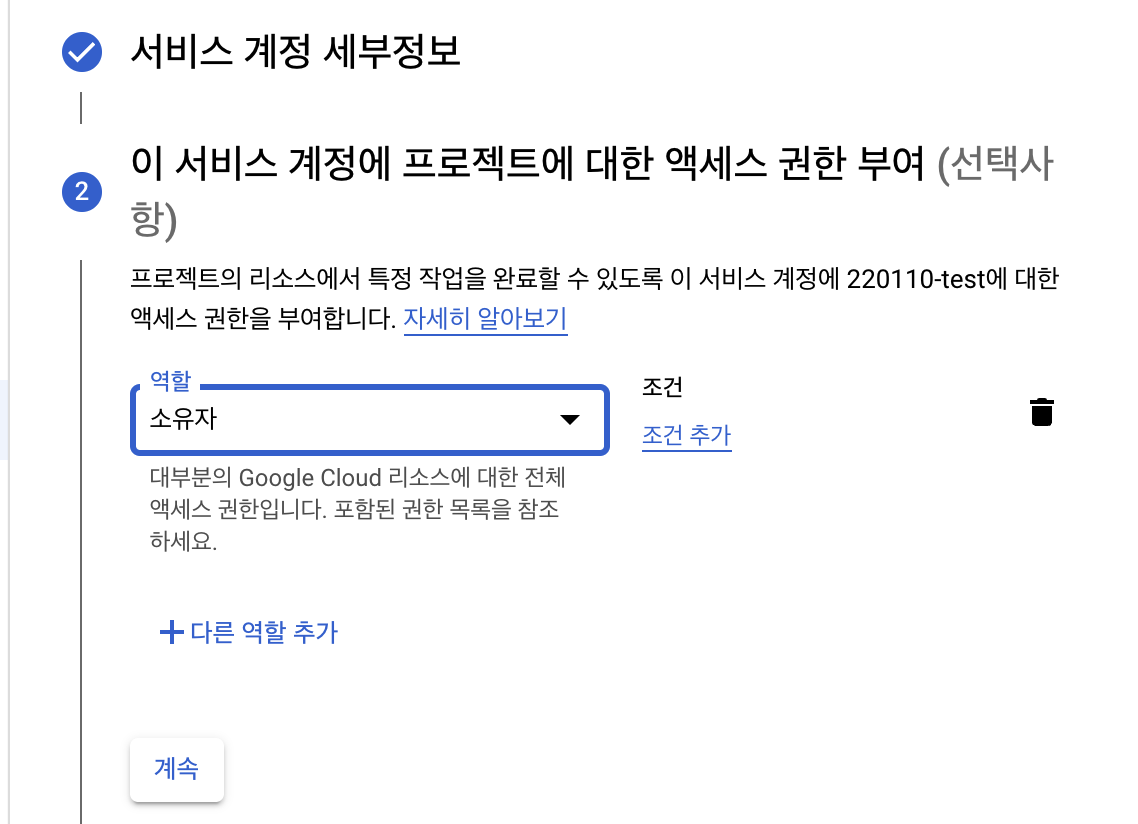 서비스 계정 세부정보
2
이 서비스 계정에 프로젝트에 대한 액세스 권한 부여 (선택사
항)
프로젝트의 리소스에서 특정 작업을 완료할 수 있도록 이 서비스 계정에 220110-test에 대한
액세스 권한을 부여합니다. 자세히 알아보기
역할
소유자
조건
조건 추가
대부분의 Google Cloud 리소스에 대한 전체
액세스 권한입니다. 포함된 권한 목록을 참조
하세요.
+ 다른 역할 추가
계속